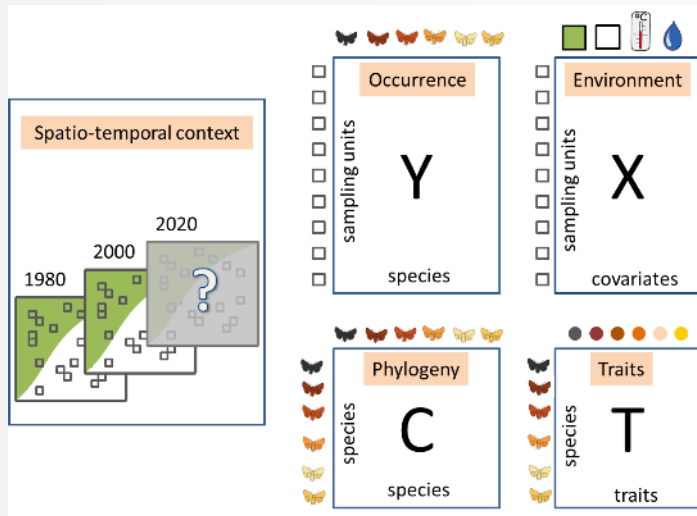 Spatio-temporal context
1980
2000
2020
?
Occurrence
sampling units
Y
species
°C
Environment
sampling units
X
covariates
Phylogeny
species
C
species
Traits
species
T
traits